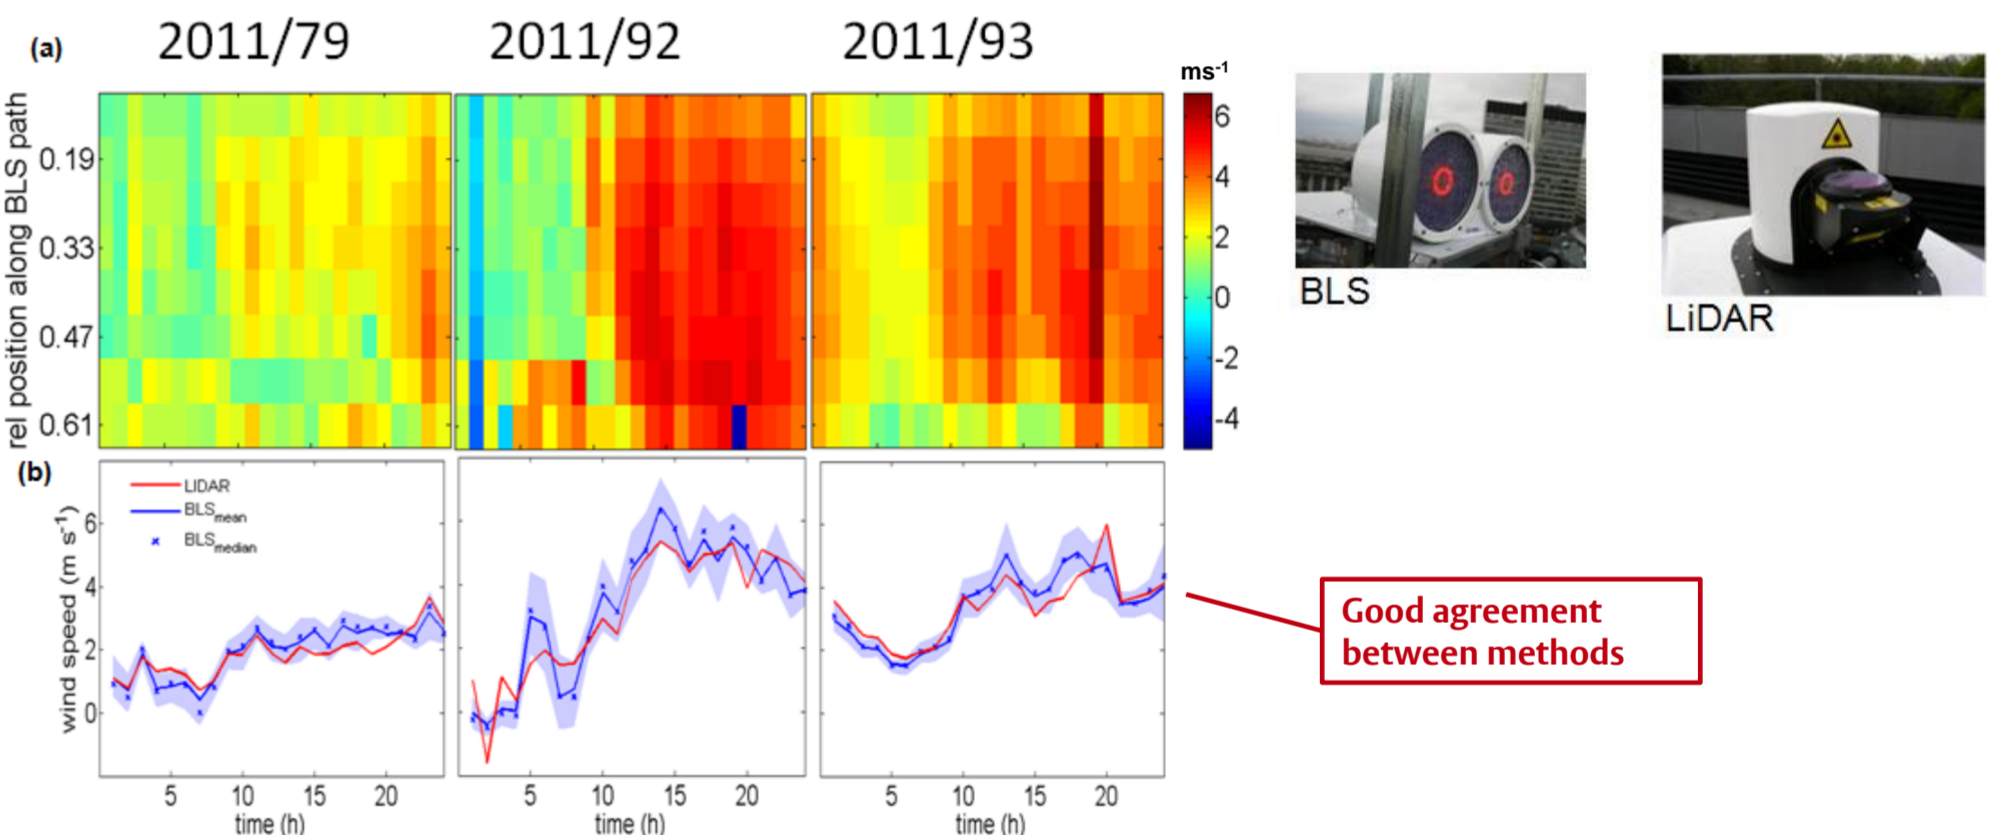 (a)
2011/79
2011/92
2011/93
ms-1
rel position along BLS path
0.19
0.33
0.47
0.61
6
4
2
0
-2
-4
BLS
LiDAR
(b)
wind speed (m s-1)
6
4
2
0
LIDAR
BLSmean
BLSmedian
5 10 15 20
5 10 15 20
5 10 15 20
time (h)
time (h)
time (h)
Good agreement
between methods